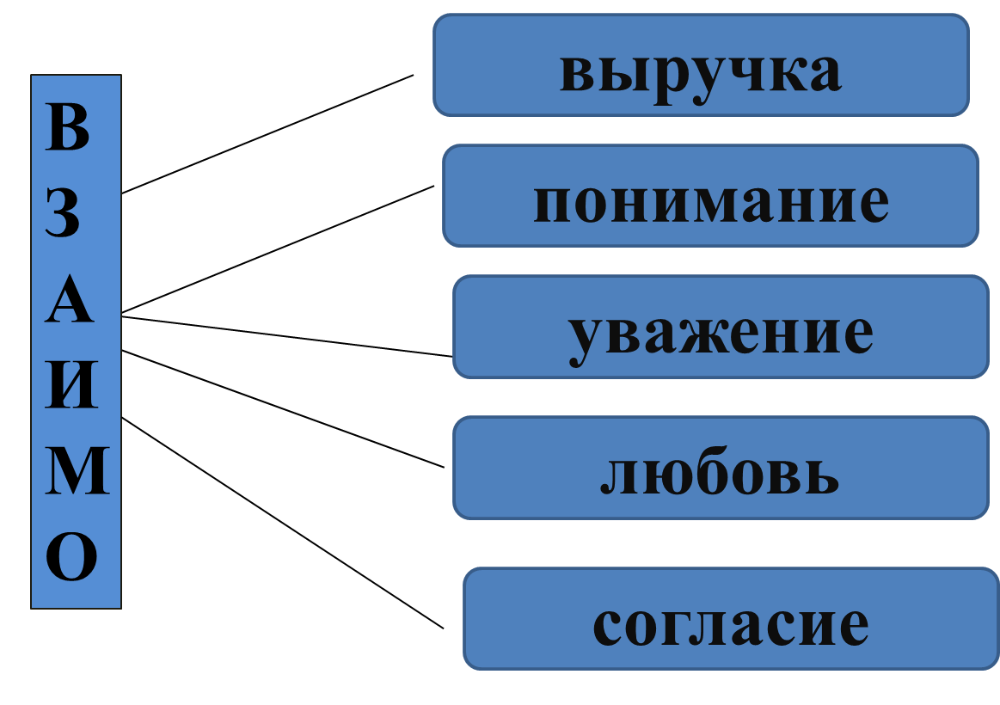 В
З
А
И
М
О
выручка
понимание
уважение
любовь
согласие